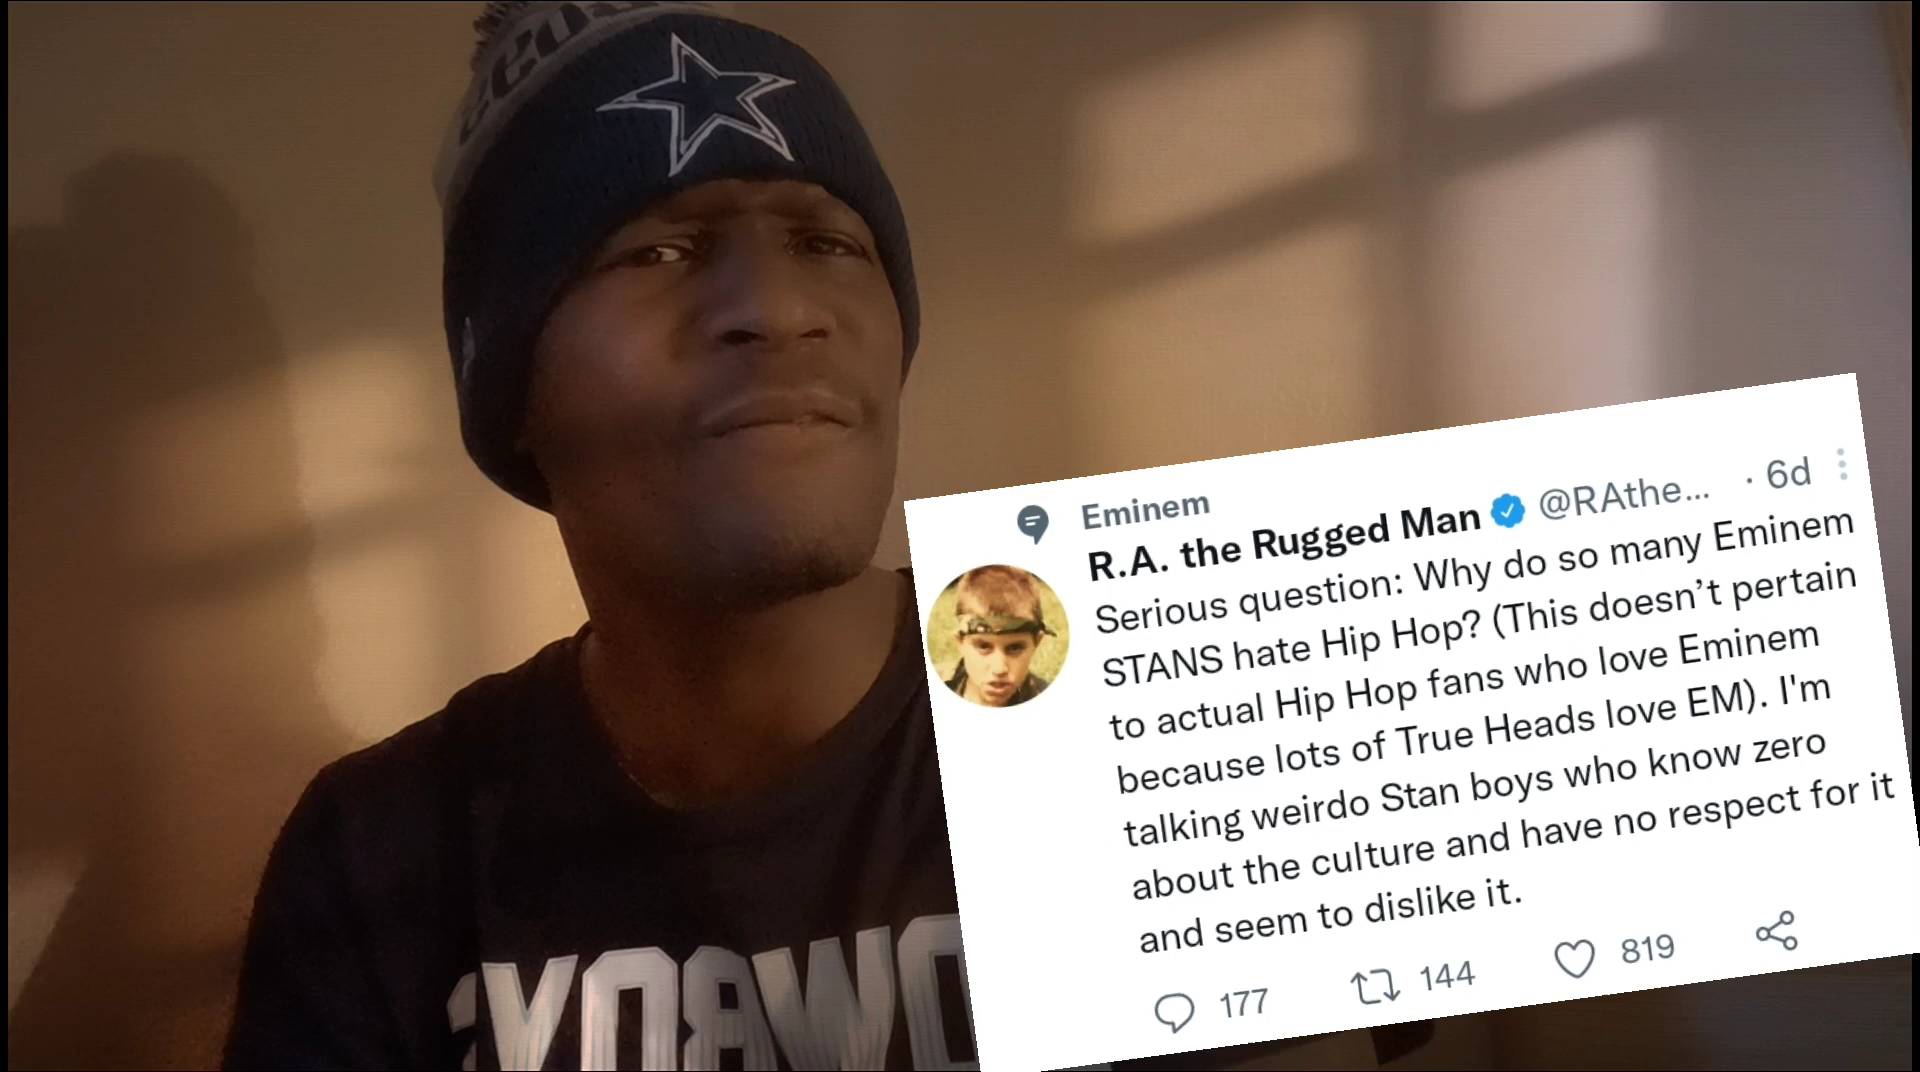 Eminem
R.A. the Rugged Man @RAthe... · 6d
Serious question: Why do so many Eminem
STANS hate Hip Hop? (This doesn’t pertain
to actual Hip Hop fans who love Eminem
because lots of True Heads love EM). I'm
talking weirdo Stan boys who know zero
about the culture and have no respect for it
and seem to dislike it.
177 144 819